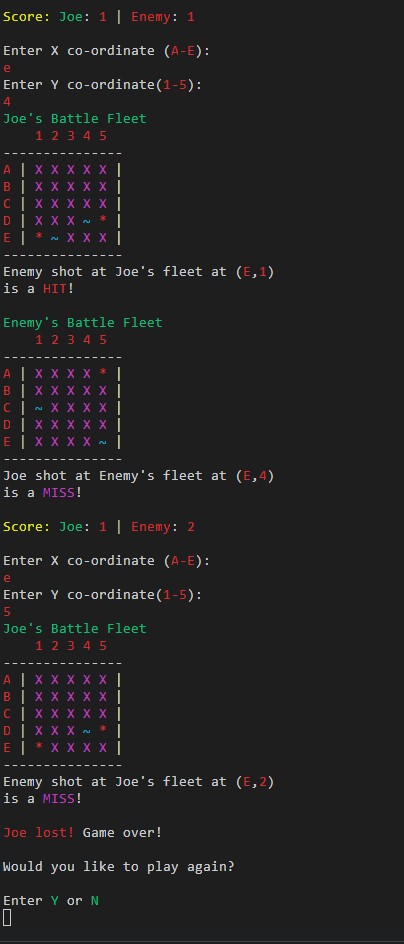 Score: Joe: 1 | Enemy: 1
Enter X co-ordinate (A-E):
e
Enter Y co-ordinate(1-5):
4
Joe's Battle Fleet
1 2 3 4 5
---------------
A | X X X X X |
B | X X X X X |
C | X X X X X |
D | X X X ~ * |
E | * ~ X X X |
---------------
Enemy shot at Joe's fleet at (E,1)
is a HIT!
Enemy's Battle Fleet
1 2 3 4 5
---------------
A | X X X X * |
B | X X X X X |
C | ~ X X X X |
D | X X X X X |
E | X X X X ~ |
---------------
Joe shot at Enemy's fleet at (E,4)
is a MISS!
Score: Joe: 1 | Enemy: 2
Enter X co-ordinate (A-E):
e
Enter Y co-ordinate(1-5):
5
Joe's Battle Fleet
1 2 3 4 5
---------------
A | X X X X X |
B | X X X X X |
C | X X X X X |
D | X X X ~ * |
E | * X X X X |
---------------
Enemy shot at Joe's fleet at (E,2)
is a MISS!
Joe lost! Game over!
Would you like to play again?
Enter Y or N